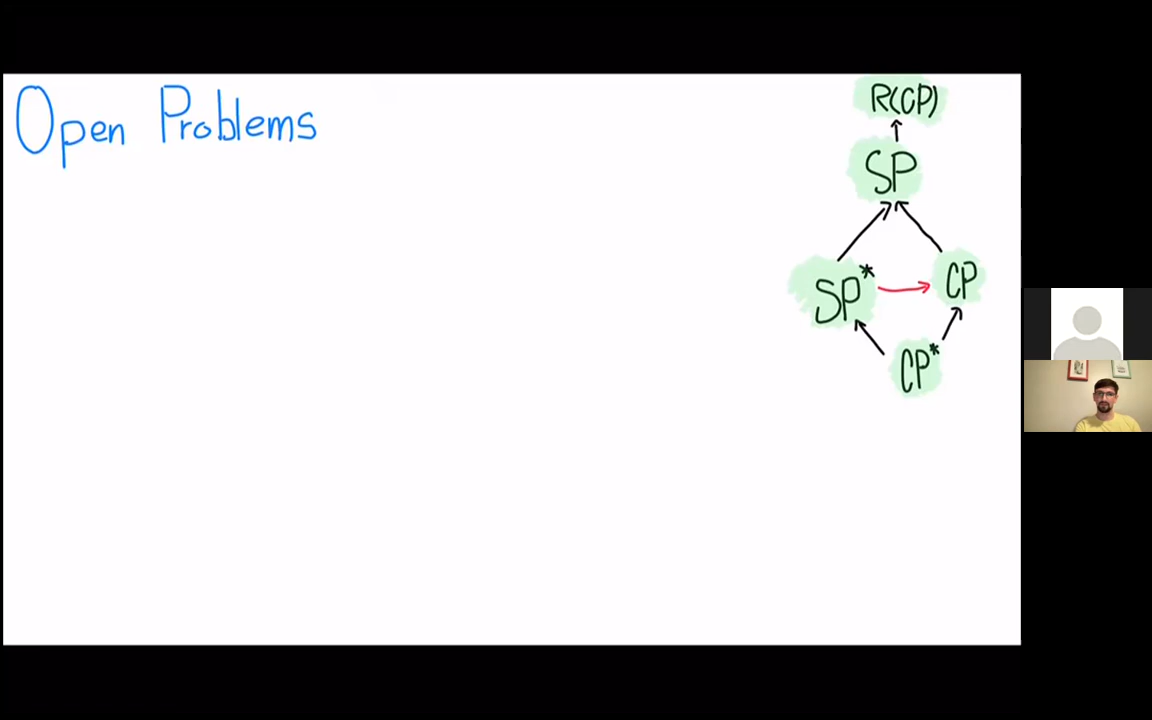 Open Problems
R(CP)
SP
SP* CP
CP*